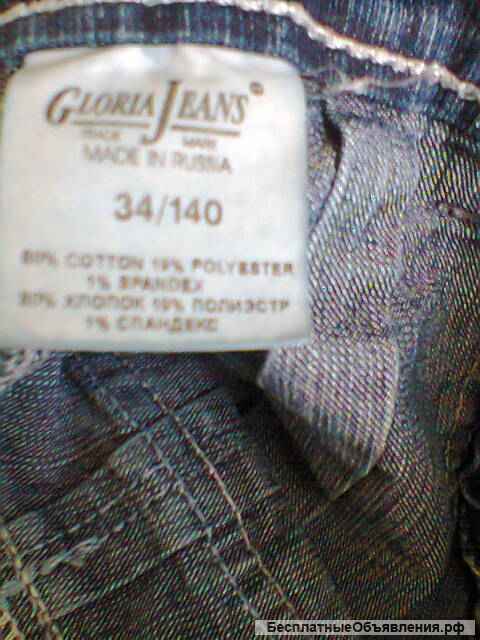 GLORIA JEANS®
TRADE MARK
MADE IN RUSSIA
34/140
80% COTTON 19% POLYESTER
1% SPANDEX
80% ХЛОПОК 19% ПОЛИЭСТР
1% СПАНДЕКС
БесплатныеОбъявления.рф